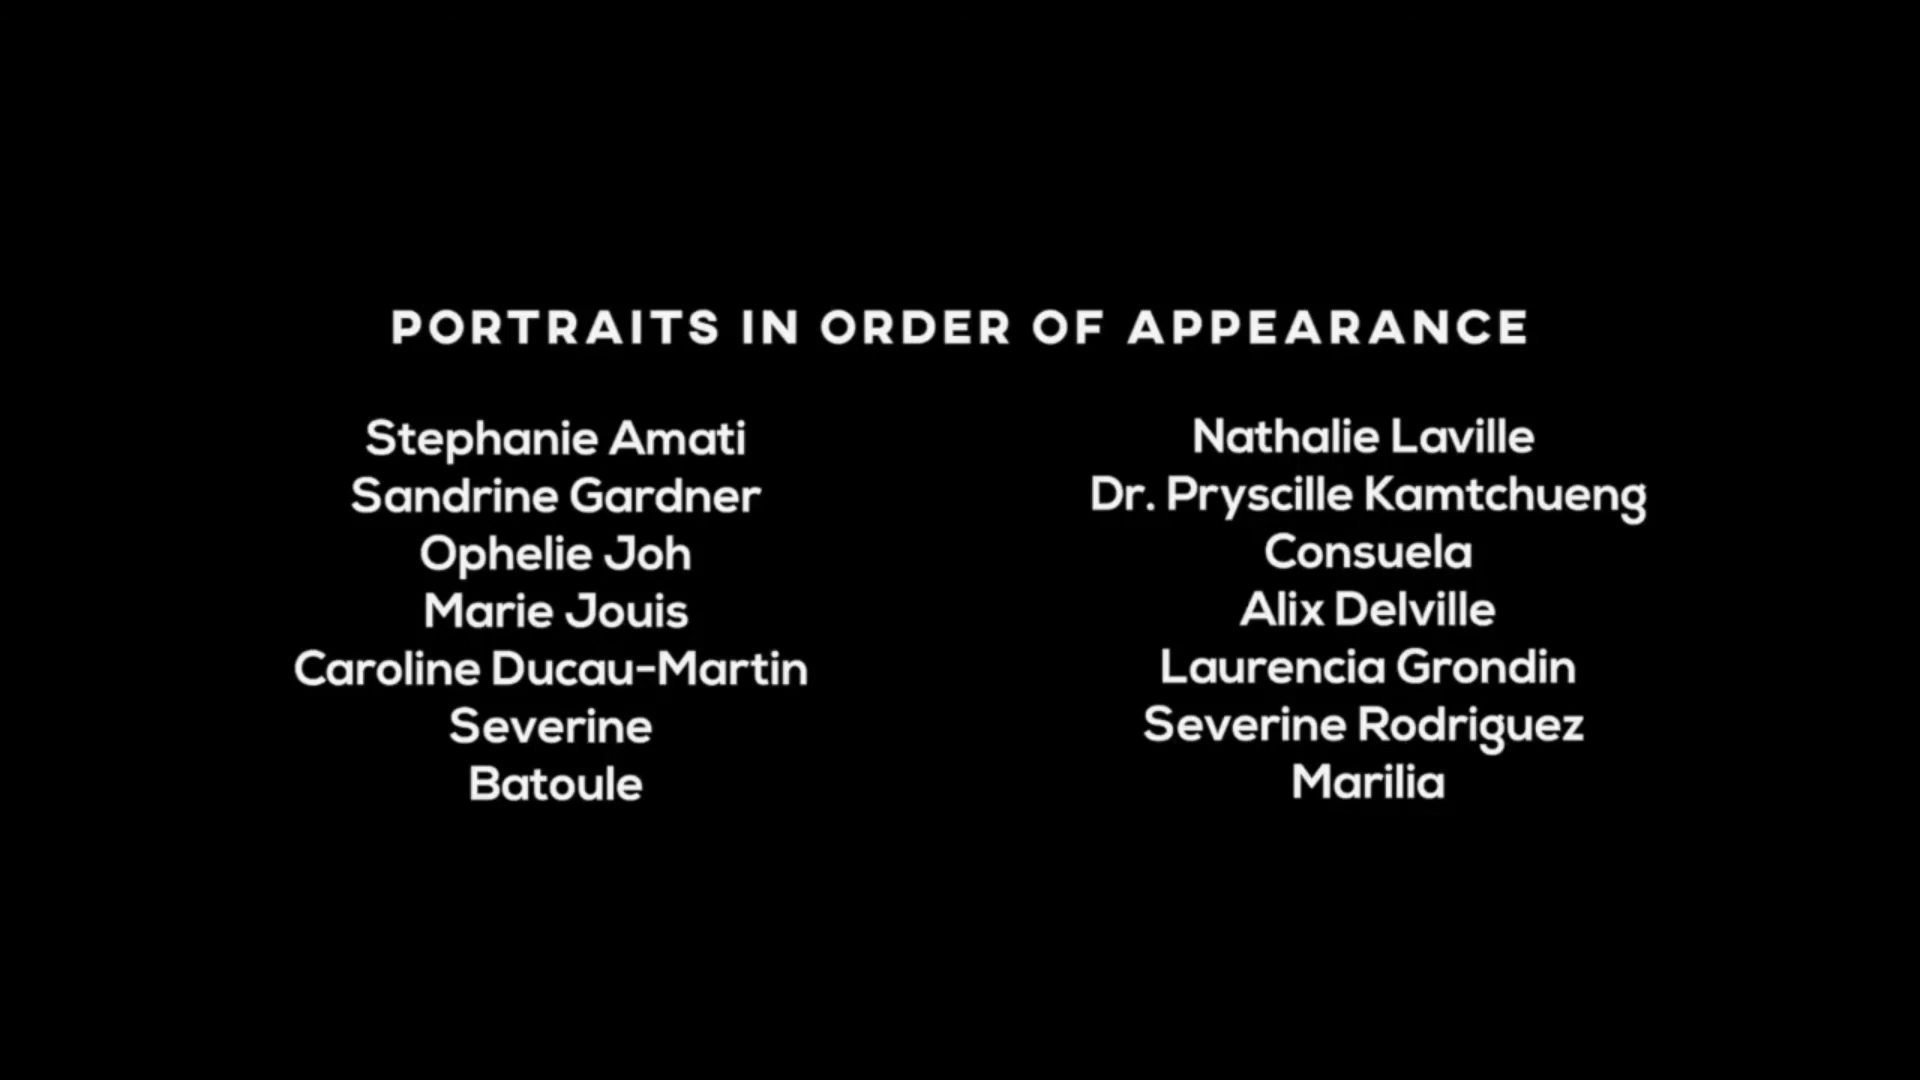 PORTRAITS IN ORDER OF APPEARANCE
Stephanie Amati
Sandrine Gardner
Ophelie Joh
Marie Jouis
Caroline Ducau-Martin
Severine
Batoule
Nathalie Laville
Dr. Pryscille Kamtchueng
Consuela
Alix Delville
Laurencia Grondin
Severine Rodriguez
Marilia